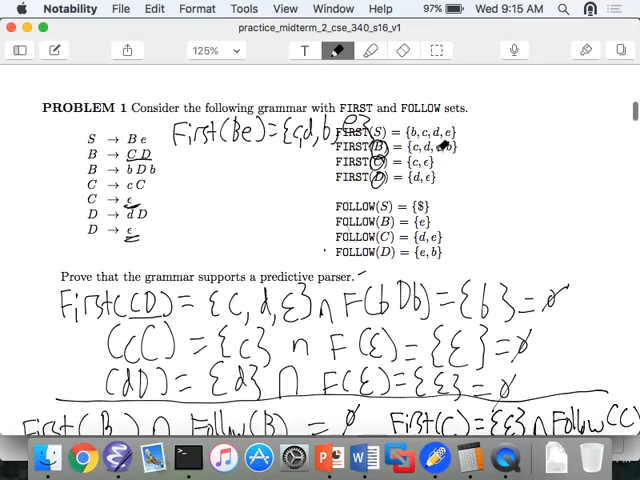 Notability File Edit Format View Tools Window Help 97% Wed 9:15 AM
practice_midterm_2_cse_340_s16_v1
125%
PROBLEM 1 Consider the following grammar with FIRST and FOLLOW sets.
First(Be) = {c,d,b,e}
S → B e
B → C D
B → b D b
C → c C
C → ε
D → d D
D → ε
FIRST(S) = {b, c, d, e}
FIRST(B) = {c, d, b}
FIRST(C) = {c, ε}
FIRST(D) = {d, ε}
FOLLOW(S) = {$}
FOLLOW(B) = {e}
FOLLOW(C) = {d, e}
FOLLOW(D) = {e, b}
Prove that the grammar supports a predictive parser.
First(CD) = {c, d, ε} ∩ F(bDb) = {b} = ∅
(cC) = {c} ∩ F(ε) = {ε} = ∅
(dD) = {d} ∩ F(ε) = {ε} = ∅
First(B) ∩ Follow(B) = ∅ First(C) = {ε} ∩ Follow(C)